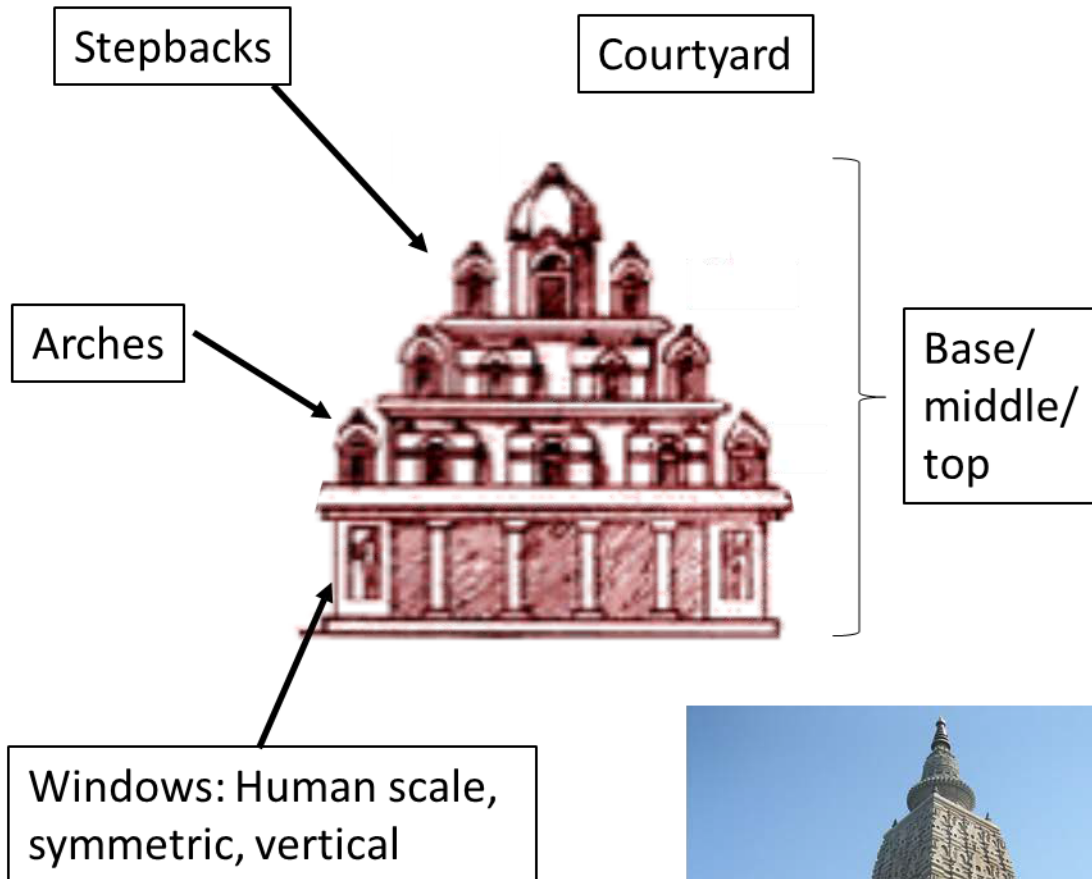 Stepbacks
Courtyard
Arches
Base/
middle/
top
Windows: Human scale,
symmetric, vertical